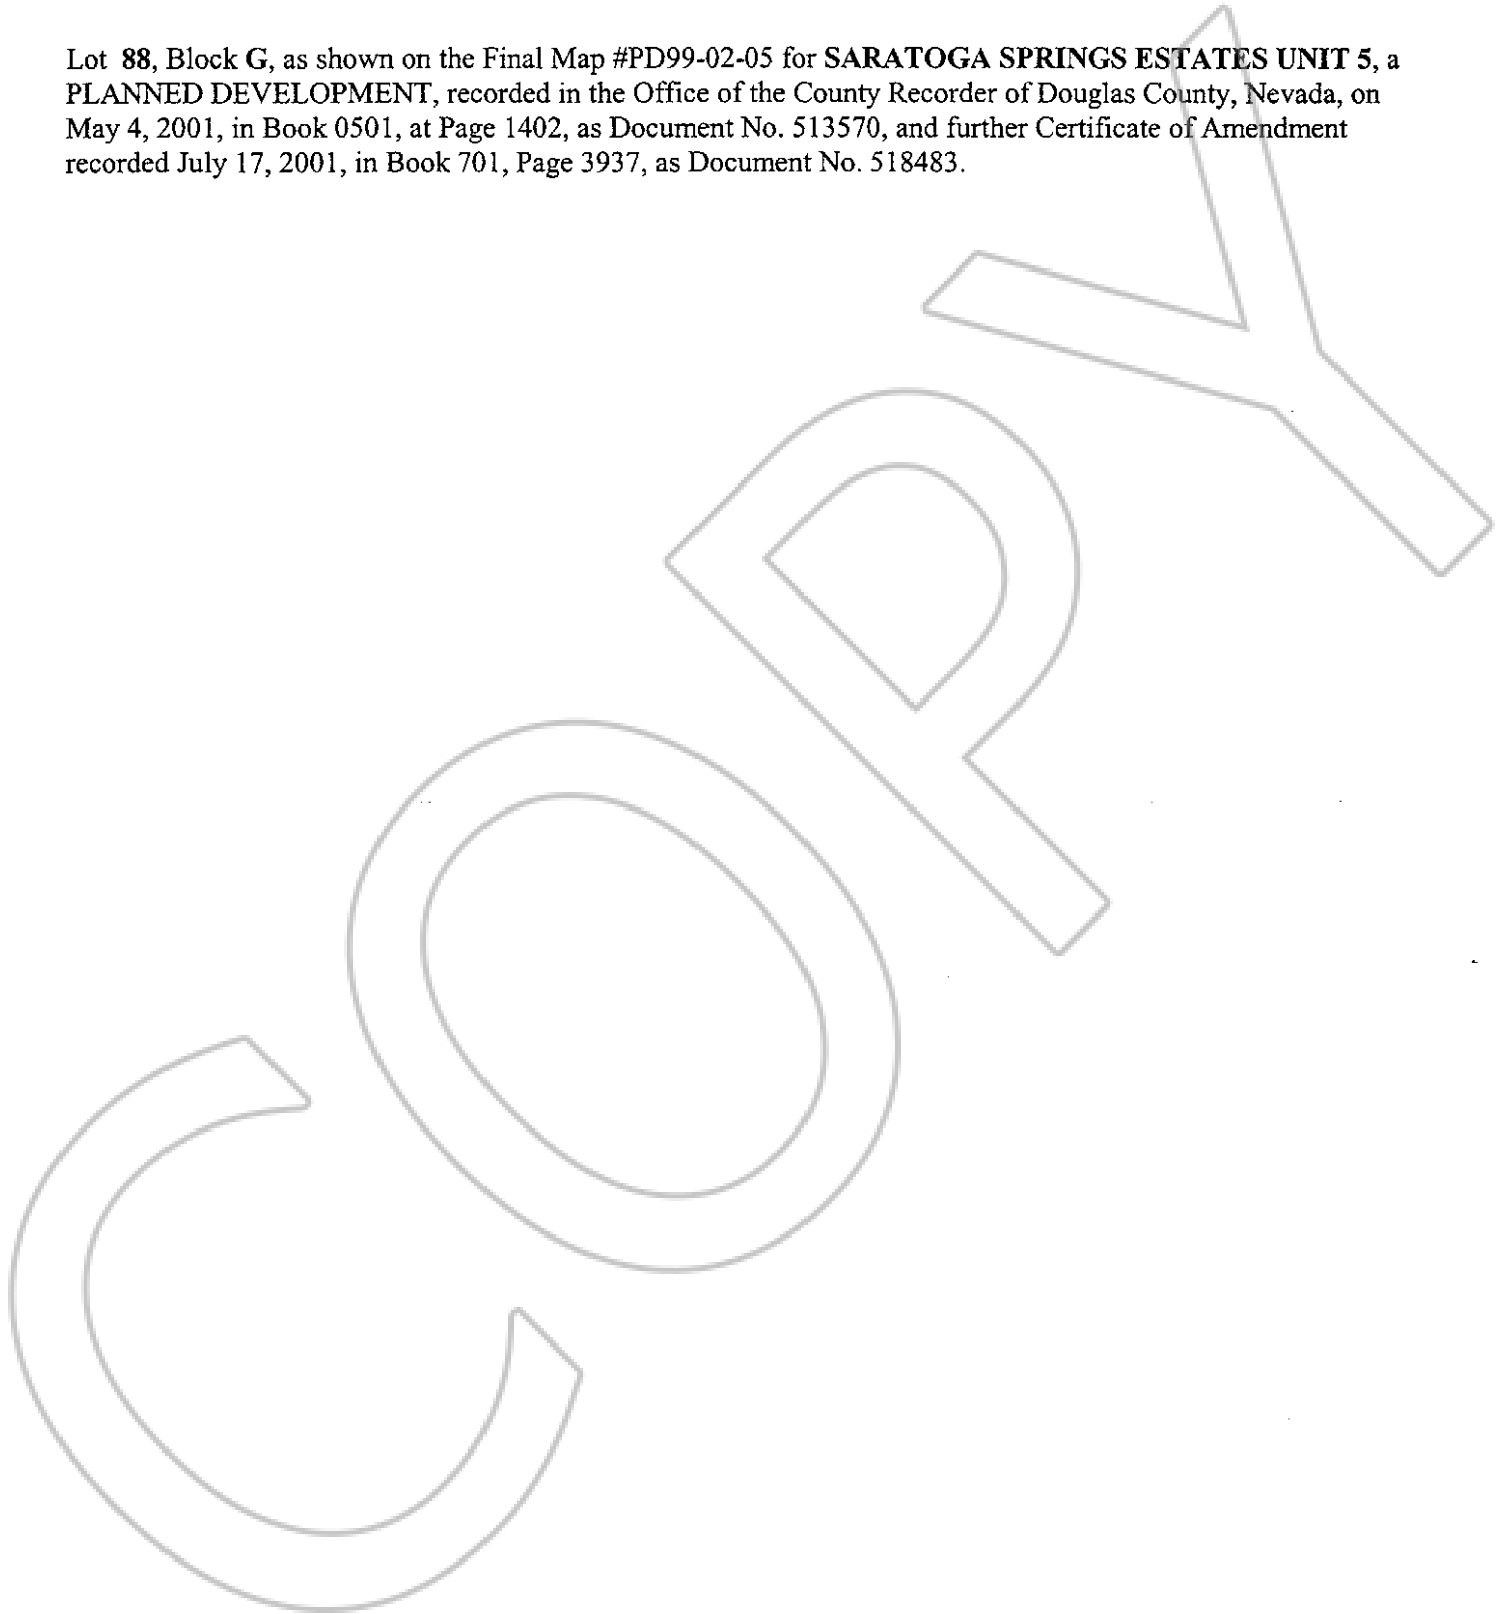 Lot 88, Block G, as shown on the Final Map #PD99-02-05 for SARATOGA SPRINGS ESTATES UNIT 5, a
PLANNED DEVELOPMENT, recorded in the Office of the County Recorder of Douglas County, Nevada, on
May 4, 2001, in Book 0501, at Page 1402, as Document No. 513570, and further Certificate of Amendment
recorded July 17, 2001, in Book 701, Page 3937, as Document No. 518483.
COPY